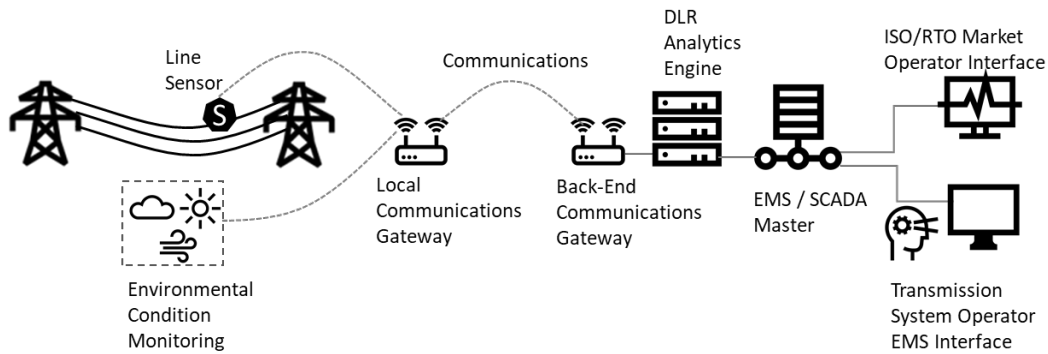 Line
Sensor
S
Communications
DLR
Analytics
Engine
ISO/RTO Market
Operator Interface
Local
Communications
Gateway
Back-End
Communications
Gateway
EMS / SCADA
Master
Environmental
Condition
Monitoring
Transmission
System Operator
EMS Interface